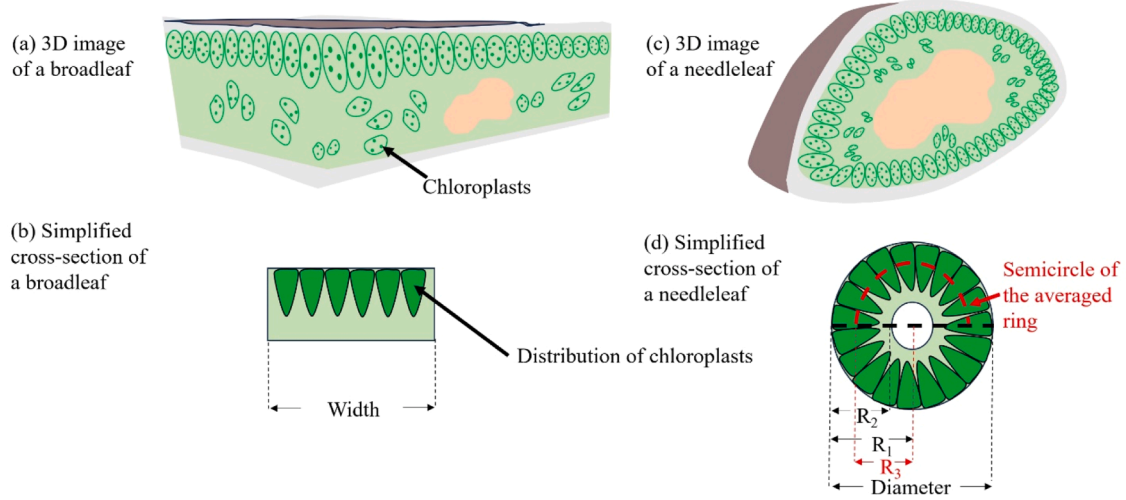 (a) 3D image
of a broadleaf
Chloroplasts
(c) 3D image
of a needleleaf
(b) Simplified
cross-section of
a broadleaf
Distribution of chloroplasts
Width
(d) Simplified
cross-section of
a needleleaf
Semicircle of
the averaged
ring
R₂
R₁
R₃
Diameter